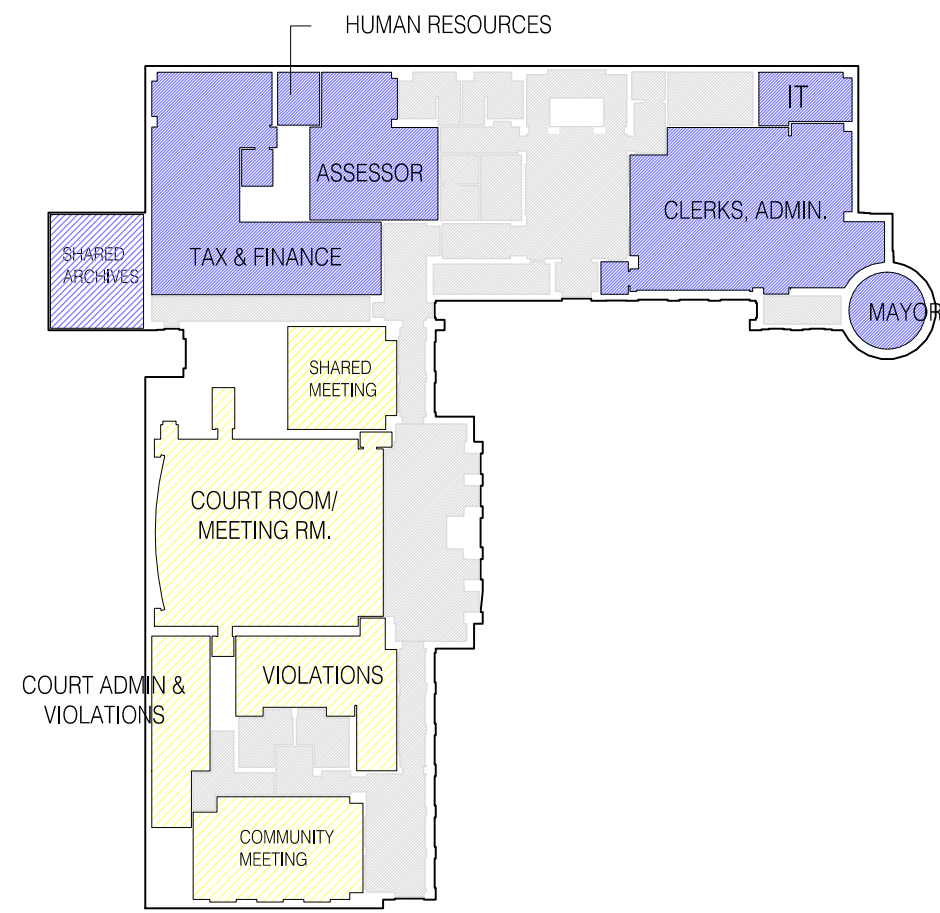 HUMAN RESOURCES
IT
ASSESSOR
CLERKS, ADMIN.
SHARED
ARCHIVES
TAX & FINANCE
MAYOR
SHARED
MEETING
COURT ROOM/
MEETING RM.
VIOLATIONS
COURT ADMIN &
VIOLATIONS
COMMUNITY
MEETING